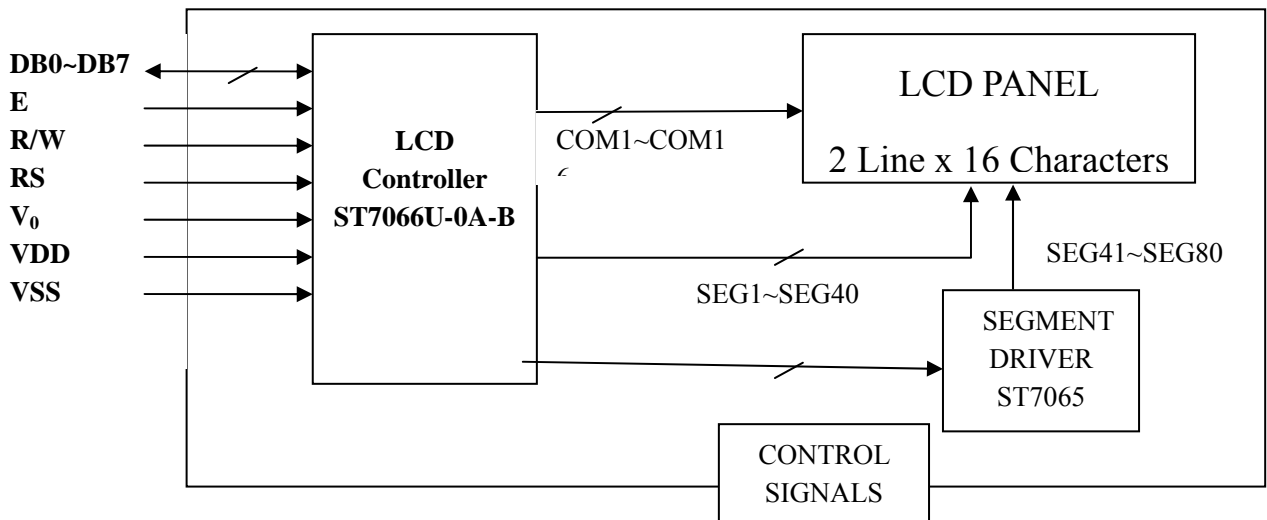 DB0~DB7
E
R/W
RS
V₀
VDD
VSS
LCD
Controller
ST7066U-0A-B
COM1~COM1
LCD PANEL
2 Line x 16 Characters
SEG1~SEG40
SEG41~SEG80
SEGMENT
DRIVER
ST7065
CONTROL
SIGNALS